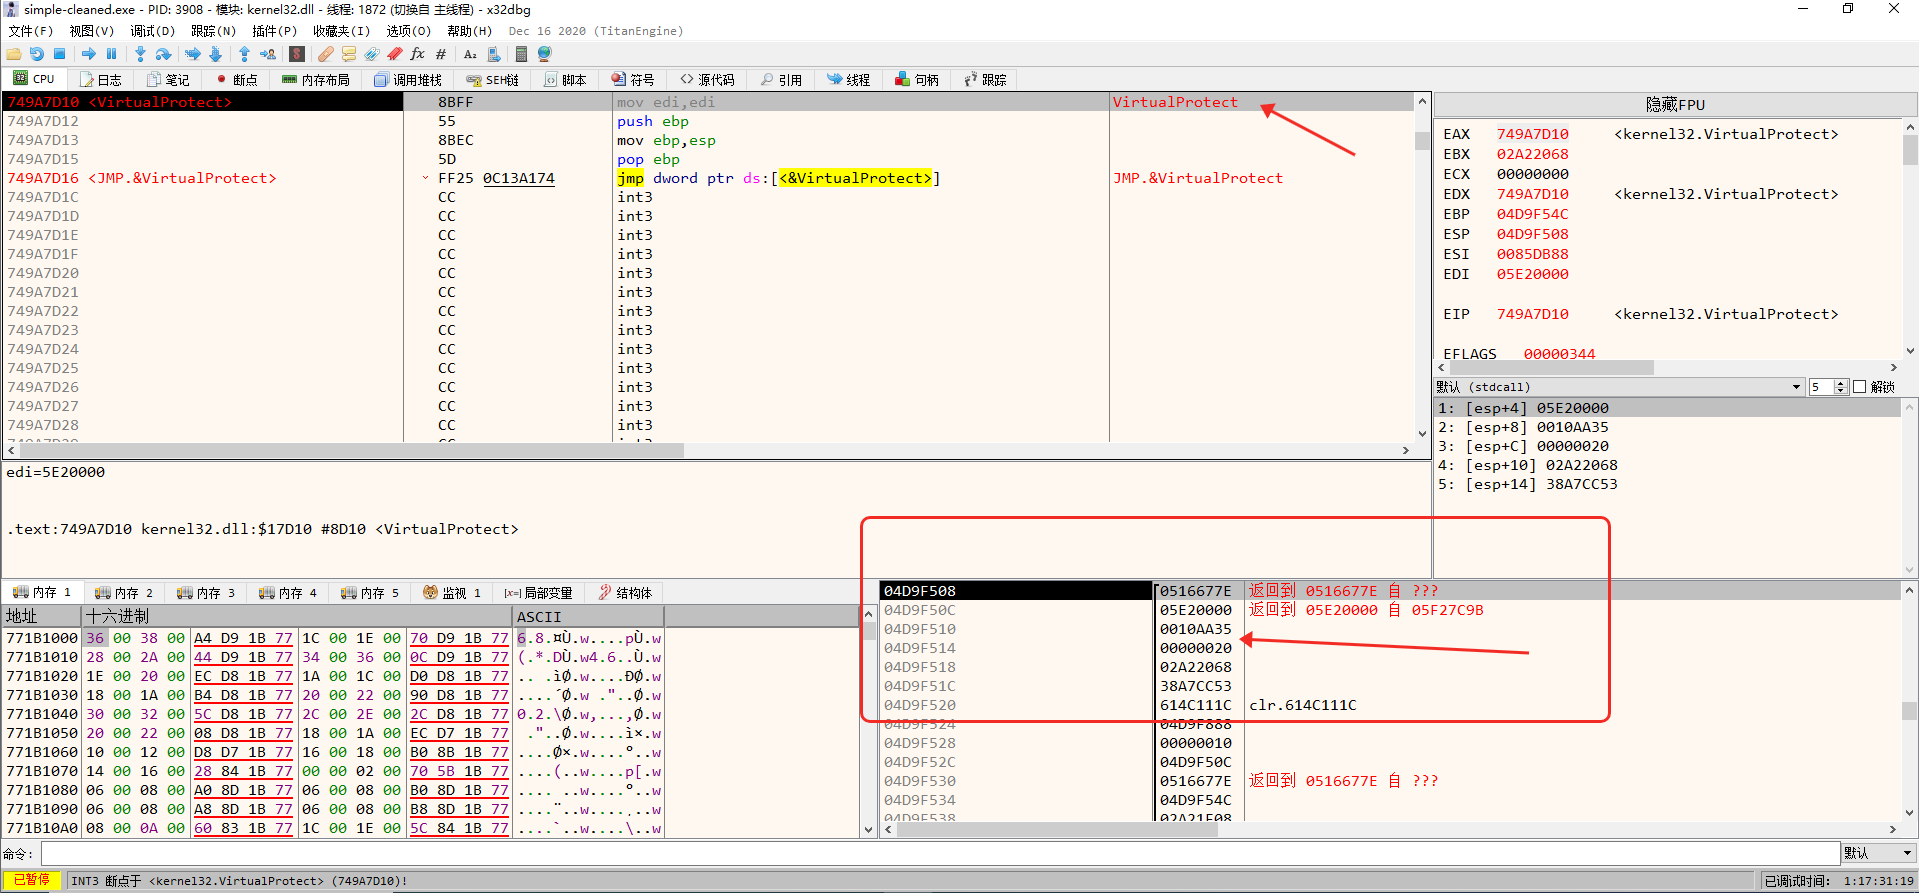 simple-cleaned.exe - PID: 3908 - 模块: kernel32.dll - 线程: 1872 (切换自 主线程) - x32dbg
文件(F) 视图(V) 调试(D) 跟踪(N) 插件(P) 收藏夹(I) 选项(O) 帮助(H) Dec 16 2020 (TitanEngine)
CPU 日志 笔记 断点 内存布局 调用堆栈 SEH链 脚本 符号 源代码 引用 线程 句柄 跟踪
749A7D10 <VirtualProtect> 8BFF mov edi,edi VirtualProtect
749A7D12 55 push ebp
749A7D13 8BEC mov ebp,esp
749A7D15 5D pop ebp
749A7D16 <JMP.&VirtualProtect> FF25 0C13A174 jmp dword ptr ds:[<&VirtualProtect>] JMP.&VirtualProtect
749A7D1C CC int3
749A7D1D CC int3
749A7D1E CC int3
749A7D1F CC int3
749A7D20 CC int3
749A7D21 CC int3
749A7D22 CC int3
749A7D23 CC int3
749A7D24 CC int3
749A7D25 CC int3
749A7D26 CC int3
749A7D27 CC int3
749A7D28 CC int3
隐藏FPU
EAX 749A7D10 <kernel32.VirtualProtect>
EBX 02A22068
ECX 00000000
EDX 749A7D10 <kernel32.VirtualProtect>
EBP 04D9F54C
ESP 04D9F508
ESI 0085DB88
EDI 05E20000
EIP 749A7D10 <kernel32.VirtualProtect>
EFLAGS 00000344
默认 (stdcall) 5 解锁
1: [esp+4] 05E20000
2: [esp+8] 0010AA35
3: [esp+C] 00000020
4: [esp+10] 02A22068
5: [esp+14] 38A7CC53
edi=5E20000
.text:749A7D10 kernel32.dll:$17D10 #8D10 <VirtualProtect>
内存 1 内存 2 内存 3 内存 4 内存 5 监视 1 [x=] 局部变量 结构体
地址 十六进制 ASCII
771B1000 36 00 38 00 A4 D9 1B 77 1C 00 1E 00 70 D9 1B 77 6.8.¤Ù.w....pÙ.w
771B1010 28 00 2A 00 44 D9 1B 77 34 00 36 00 0C D9 1B 77 (.*.DÙ.w4.6..Ù.w
771B1020 1E 00 20 00 EC D8 1B 77 1A 00 1C 00 D0 D8 1B 77 .. .ìØ.w....ÐØ.w
771B1030 18 00 1A 00 B4 D8 1B 77 20 00 22 00 90 D8 1B 77 ....´Ø.w ."..Ø.w
771B1040 30 00 32 00 5C D8 1B 77 2C 00 2E 00 2C D8 1B 77 0.2.\Ø.w,...,Ø.w
771B1050 20 00 22 00 08 D8 1B 77 18 00 1A 00 EC D7 1B 77  ."..Ø.w....ì×.w
771B1060 10 00 12 00 D8 D7 1B 77 16 00 18 00 B0 8B 1B 77 ....Ø×.w....°..w
771B1070 14 00 16 00 28 84 1B 77 00 00 02 00 70 5B 1B 77 ....(..w....p[.w
771B1080 06 00 08 00 A0 8D 1B 77 06 00 08 00 B0 8D 1B 77 .... ..w....°..w
771B1090 06 00 08 00 A8 8D 1B 77 06 00 08 00 B8 8D 1B 77 ....¨..w....¸..w
771B10A0 08 00 0A 00 60 83 1B 77 1C 00 1E 00 5C 84 1B 77 ....`..w....\..w
04D9F508 0516677E 返回到 0516677E 自 ???
04D9F50C 05E20000 返回到 05E20000 自 05F27C9B
04D9F510 0010AA35
04D9F514 00000020
04D9F518 02A22068
04D9F51C 38A7CC53
04D9F520 614C111C clr.614C111C
04D9F524 04D9F888
04D9F528 00000010
04D9F52C 04D9F50C
04D9F530 0516677E 返回到 0516677E 自 ???
04D9F534 04D9F54C
04D9F538 02A21F08
命令: 默认
已暂停 INT3 断点于 <kernel32.VirtualProtect> (749A7D10)! 已调试时间: 1:17:31:19